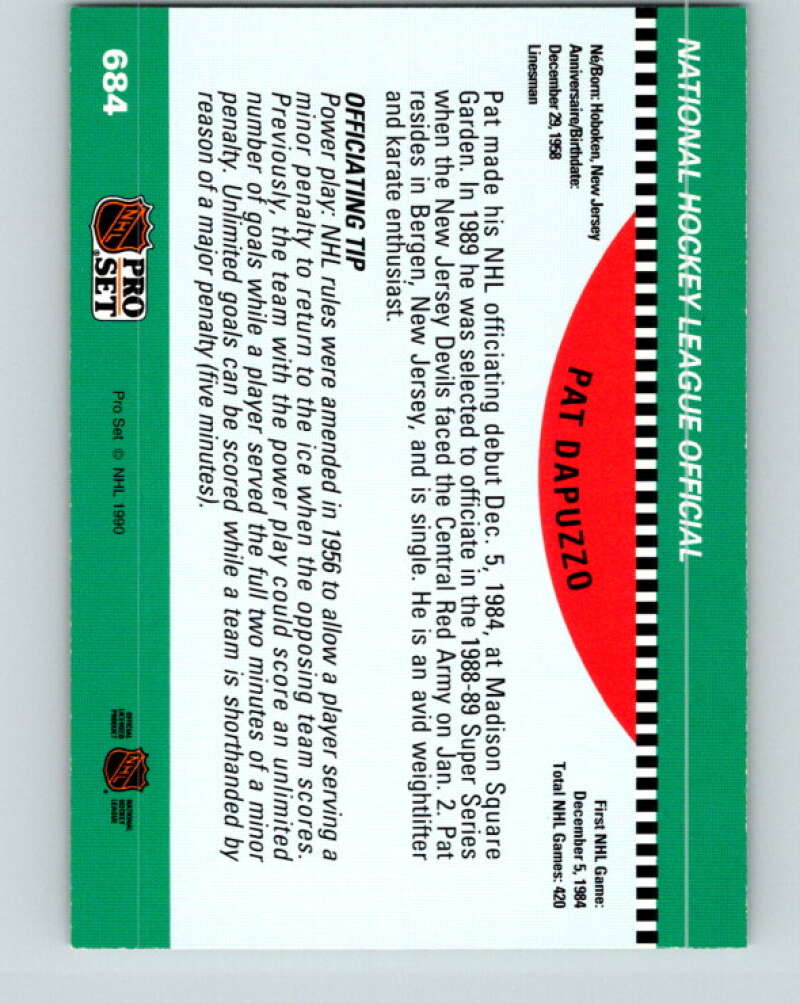 NATIONAL HOCKEY LEAGUE OFFICIAL
Né/Born: Hoboken, New Jersey
Anniversaire/Birthdate:
December 29, 1958
Linesman
PAT DAPUZZO
First NHL Game:
December 5, 1984
Total NHL Games: 420
Pat made his NHL officiating debut Dec. 5, 1984, at Madison Square
Garden. In 1989 he was selected to officiate in the 1988-89 Super Series
when the New Jersey Devils faced the Central Red Army on Jan. 2. Pat
resides in Bergen, New Jersey, and is single. He is an avid weightlifter
and karate enthusiast.
OFFICIATING TIP
Power play: NHL rules were amended in 1956 to allow a player serving a
minor penalty to return to the ice when the opposing team scores.
Previously, the team with the power play could score an unlimited
number of goals while a player served the full two minutes of a minor
penalty. Unlimited goals can be scored while a team is shorthanded by
reason of a major penalty (five minutes).
684
NHL
PRO
SET
Pro Set © NHL 1990
OFFICIAL
LICENSED
PRODUCT
NHL
NATIONAL
HOCKEY
LEAGUE